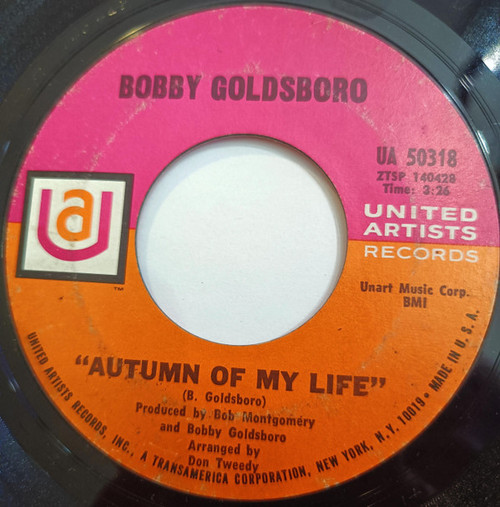 BOBBY GOLDSBORO
UA 50318
ZTSP 140428
Time: 3:26
UNITED
ARTISTS
RECORDS
ua
TM
Unart Music Corp.
BMI
"AUTUMN OF MY LIFE"
(B. Goldsboro)
Produced by Bob Montgomery
and Bobby Goldsboro
Arranged by
Don Tweedy
UNITED ARTISTS RECORDS, INC., A TRANSAMERICA CORPORATION, NEW YORK, N.Y. 10019 • MADE IN U.S.A.